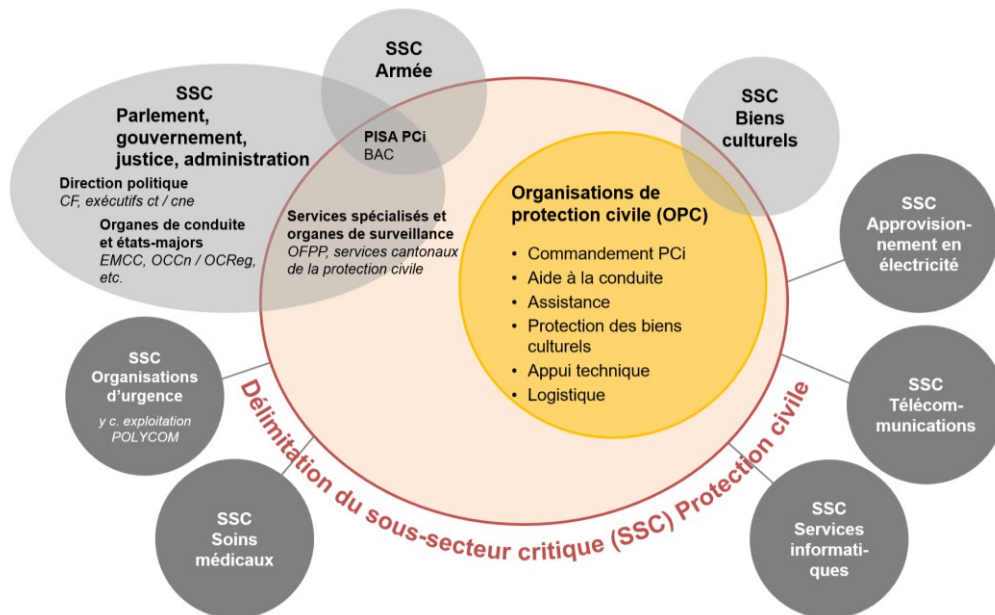 SSC
Armée
SSC
Parlement,
gouvernement,
justice, administration
Direction politique
CF, exécutifs ct / cne
Organes de conduite
et états-majors
EMCC, OCCn / OCReg,
etc.
PISA PCi
BAC
Services spécialisés et
organes de surveillance
OFPP, services cantonaux
de la protection civile
SSC
Biens
culturels
Organisations de
protection civile (OPC)
• Commandement PCi
• Aide à la conduite
• Assistance
• Protection des biens
culturels
• Appui technique
• Logistique
SSC
Approvision-
nement en
électricité
SSC
Organisations
d'urgence
y c. exploitation
POLYCOM
SSC
Télécom-
munications
SSC
Soins
médicaux
SSC
Services
informati-
ques
Délimitation du sous-secteur critique (SSC) Protection civile